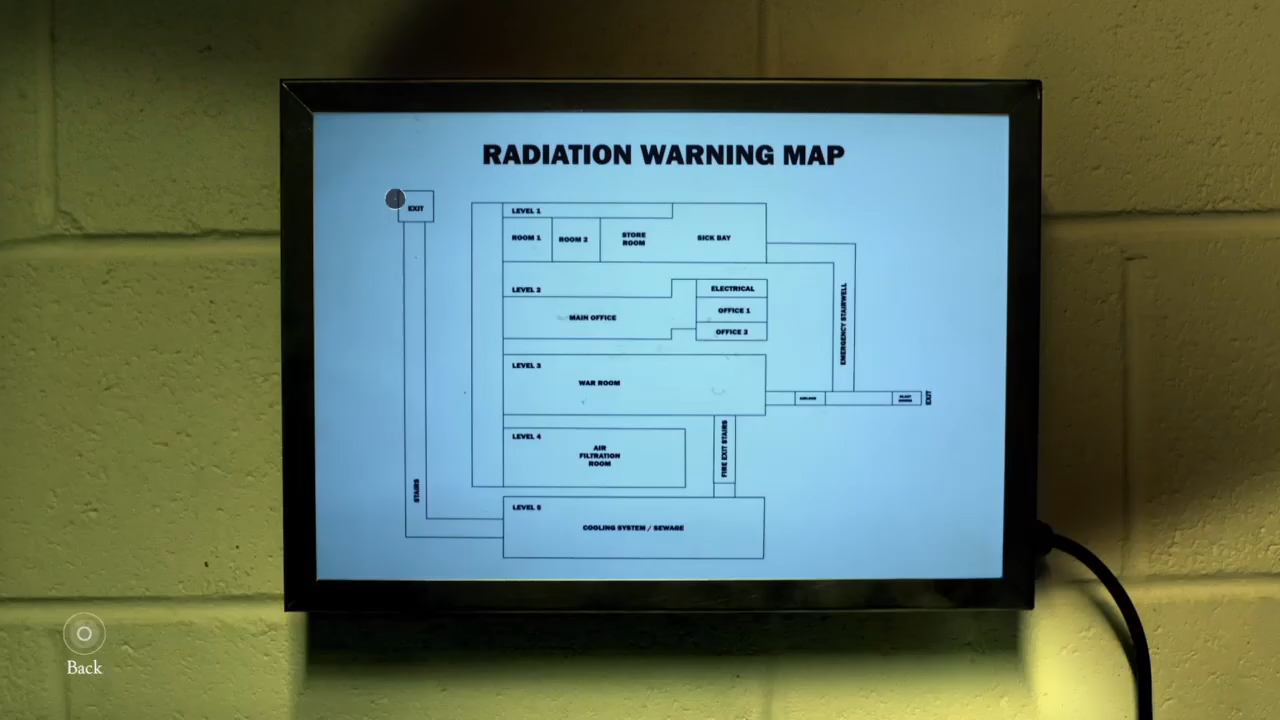 RADIATION WARNING MAP
EXIT
LEVEL 1
ROOM 1
ROOM 2
STORE
ROOM
SICK BAY
LEVEL 2
ELECTRICAL
OFFICE 1
MAIN OFFICE
OFFICE 2
EMERGENCY STAIRWELL
LEVEL 3
WAR ROOM
AIRLOCK
EXIT
LEVEL 4
AIR
FILTRATION
ROOM
FIRE EXIT STAIRS
STAIRS
LEVEL 5
COOLING SYSTEM / SEWAGE
Back